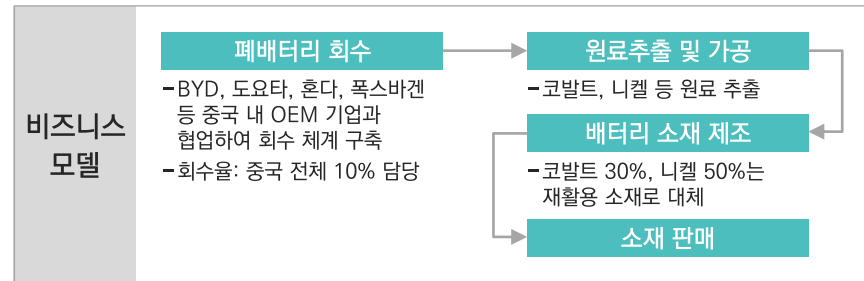 비즈니스
모델
폐배터리 회수
-BYD, 도요타, 혼다, 폭스바겐
등 중국 내 OEM 기업과
협업하여 회수 체계 구축
-회수율: 중국 전체 10% 담당
원료추출 및 가공
-코발트, 니켈 등 원료 추출
배터리 소재 제조
-코발트 30%, 니켈 50%는
재활용 소재로 대체
소재 판매